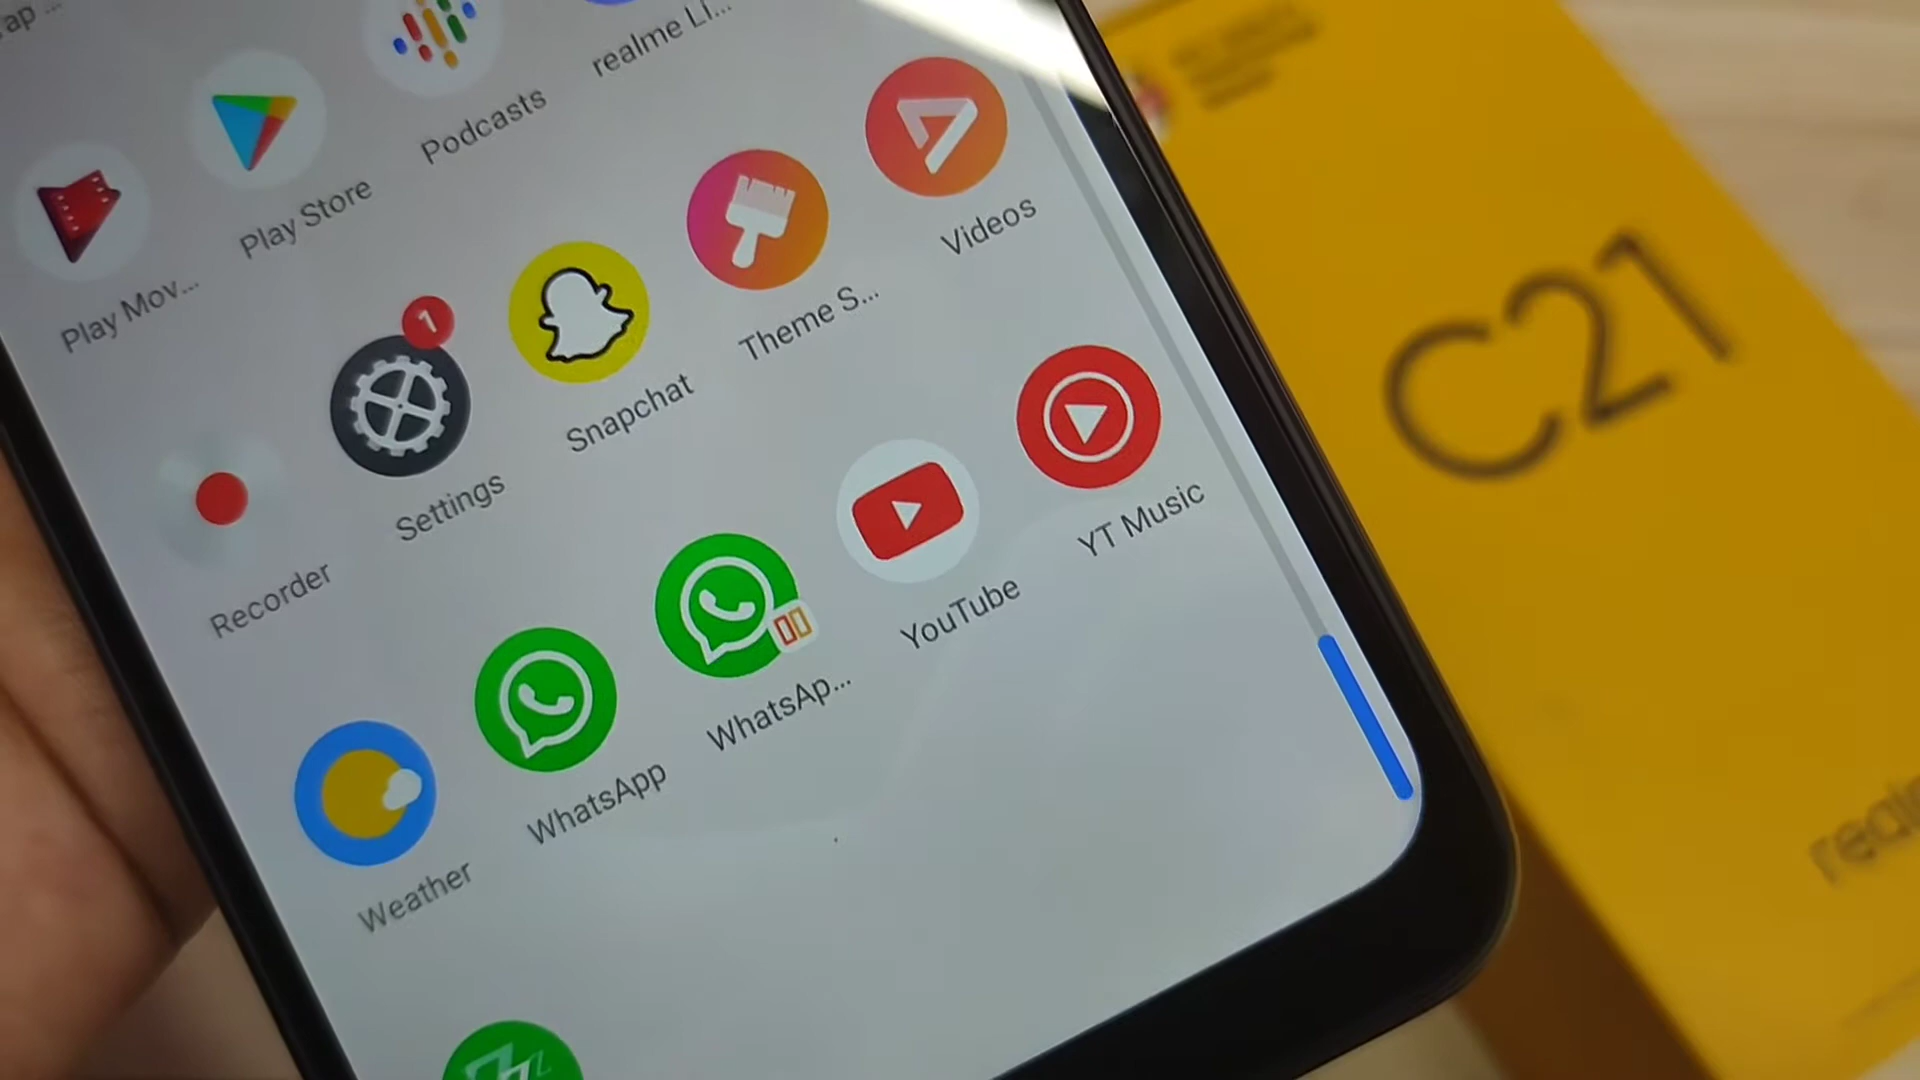 realme Li...
Play Mov...
Play Store
Podcasts
Recorder
1
Settings
Snapchat
Theme S...
Videos
Weather
WhatsApp
WhatsAp...
YouTube
YT Music
C21